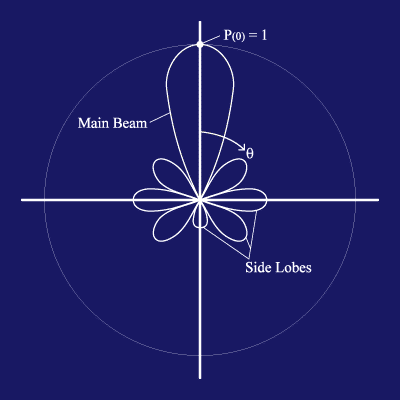 P(0) = 1
Main Beam
θ
Side Lobes